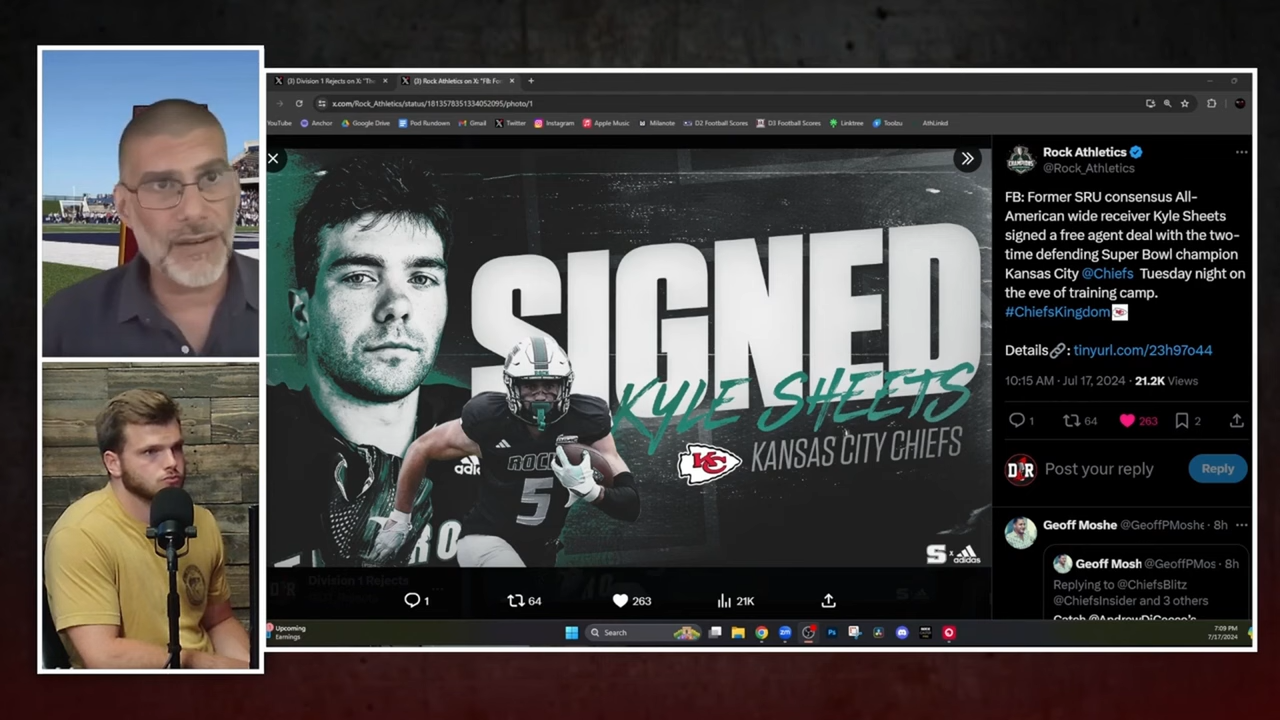 (3) Division 1 Rejects on X: "Th
(3) Rock Athletics on X: "FB: Fo
x.com/Rock_Athletics/status/1813578351334052095/photo/1
YouTube
Anchor
Google Drive
Pod Rundown
Gmail
Twitter
Instagram
Apple Music
Milanote
D2 Football Scores
D3 Football Scores
Linktree
Toolzu
AthLinkd
SIGNED
KYLE SHEETS
KC
KANSAS CITY CHIEFS
ROCK
5
adi
RO
S x adidas
Division 1 Rejects
1
64
263
21K
Rock Athletics
@Rock_Athletics
FB: Former SRU consensus All-
American wide receiver Kyle Sheets
signed a free agent deal with the two-
time defending Super Bowl champion
Kansas City @Chiefs Tuesday night on
the eve of training camp.
#ChiefsKingdom
Details🔗: tinyurl.com/23h97o44
10:15 AM · Jul 17, 2024 · 21.2K Views
1
64
263
2
Post your reply
Reply
Geoff Moshe @GeoffPMoshe · 8h
Geoff Mosh @GeoffPMos · 8h
Replying to @ChiefsBlitz
@ChiefsInsider and 3 others
Upcoming
Earnings
Search
7:09 PM
7/17/2024